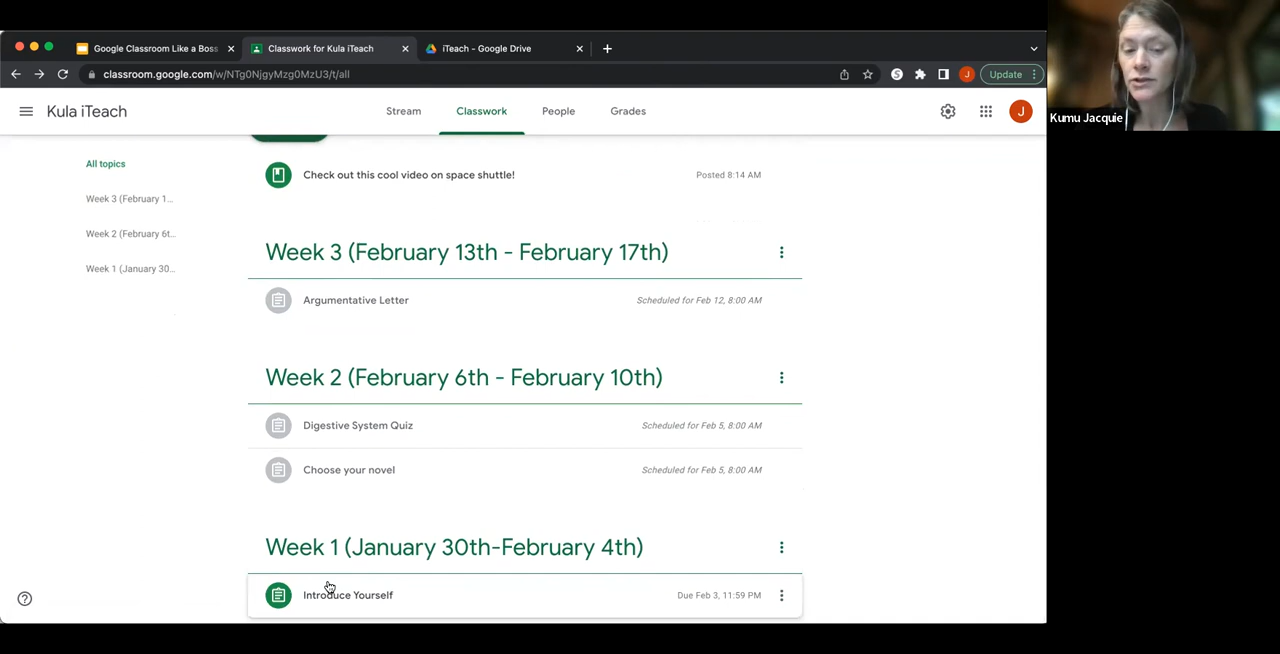 Google Classroom Like a Boss
Classwork for Kula iTeach
iTeach - Google Drive
classroom.google.com/w/NTg0NjgyMzg0MzU3/t/all
Update
Kumu Jacquie
Kula iTeach
Stream
Classwork
People
Grades
J
J
All topics
Week 3 (February 1...
Week 2 (February 6t...
Week 1 (January 30...
Check out this cool video on space shuttle!
Posted 8:14 AM
Week 3 (February 13th - February 17th)
Argumentative Letter
Scheduled for Feb 12, 8:00 AM
Week 2 (February 6th - February 10th)
Digestive System Quiz
Scheduled for Feb 5, 8:00 AM
Choose your novel
Scheduled for Feb 5, 8:00 AM
Week 1 (January 30th-February 4th)
Introduce Yourself
Due Feb 3, 11:59 PM